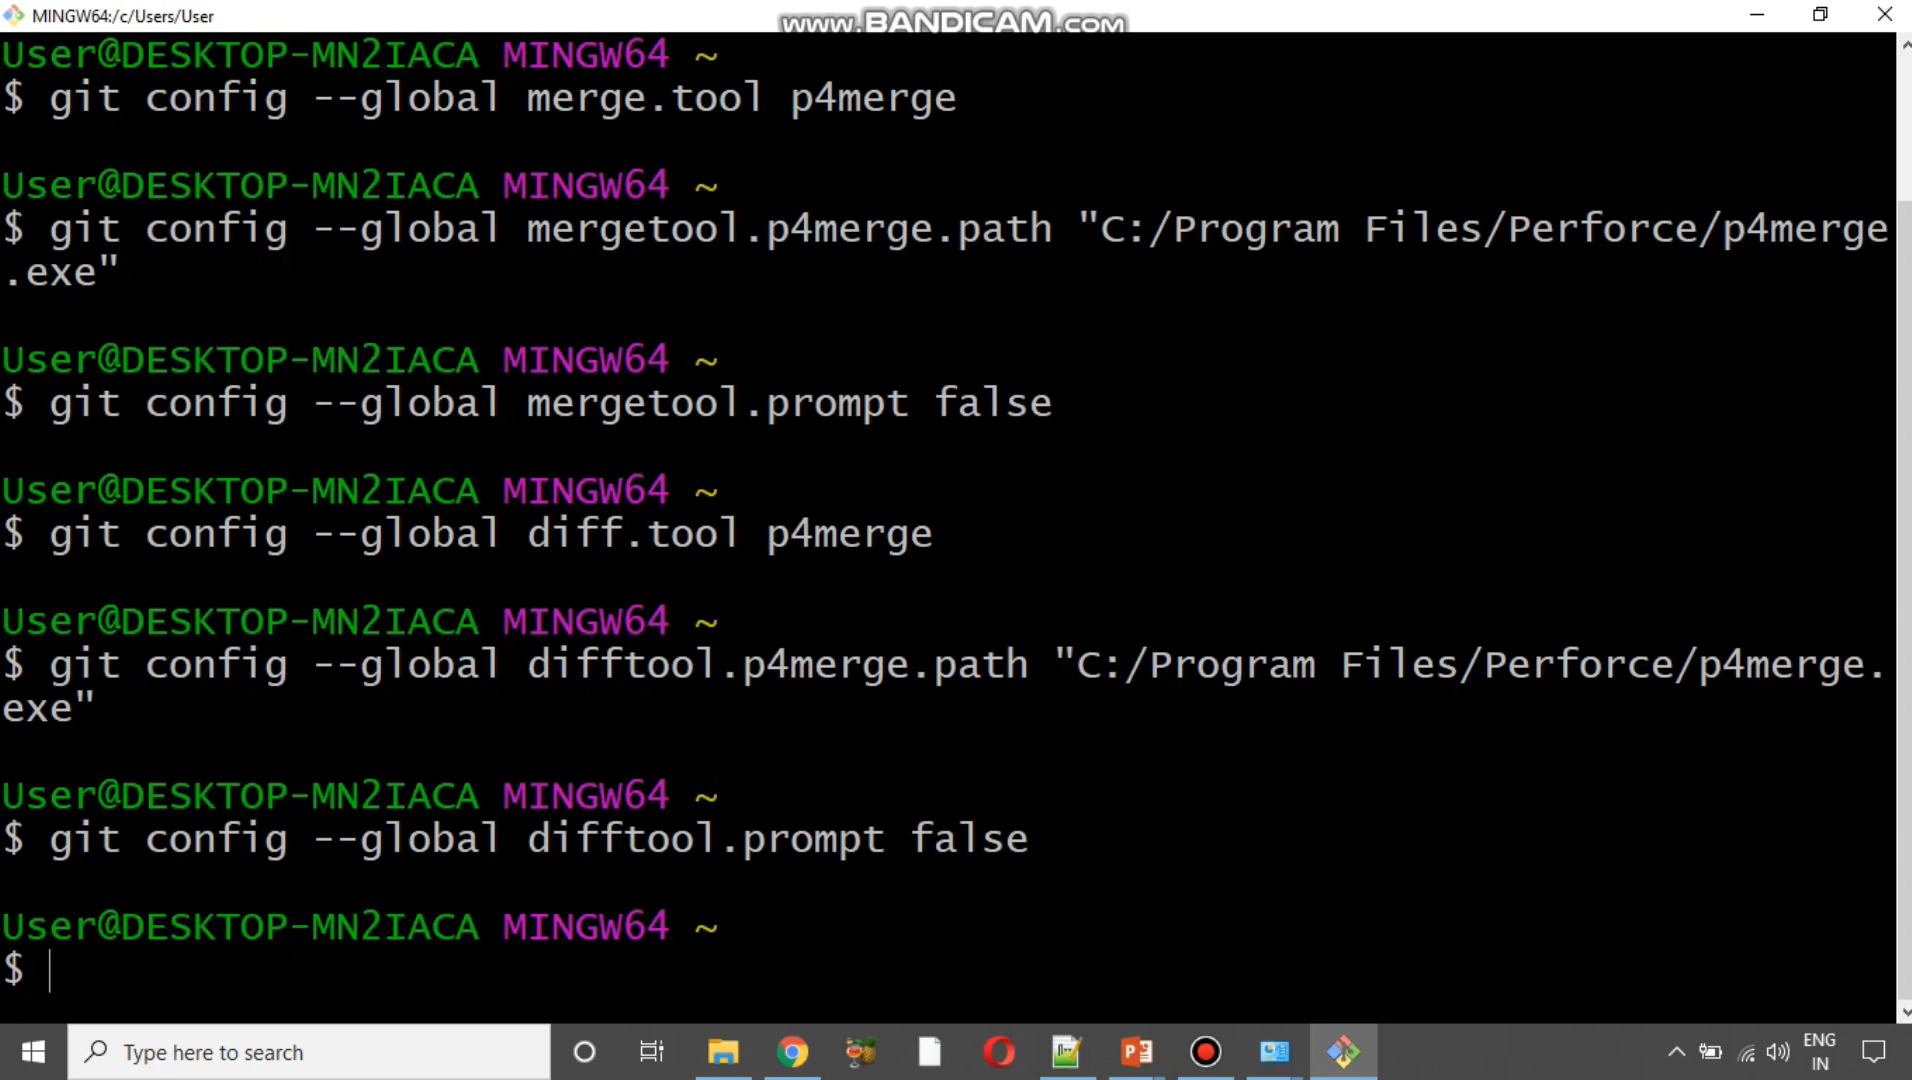 MINGW64:/c/Users/User
www.BANDICAM.com
User@DESKTOP-MN2IACA MINGW64 ~
$ git config --global merge.tool p4merge
User@DESKTOP-MN2IACA MINGW64 ~
$ git config --global mergetool.p4merge.path "C:/Program Files/Perforce/p4merge
.exe"
User@DESKTOP-MN2IACA MINGW64 ~
$ git config --global mergetool.prompt false
User@DESKTOP-MN2IACA MINGW64 ~
$ git config --global diff.tool p4merge
User@DESKTOP-MN2IACA MINGW64 ~
$ git config --global difftool.p4merge.path "C:/Program Files/Perforce/p4merge.
exe"
User@DESKTOP-MN2IACA MINGW64 ~
$ git config --global difftool.prompt false
User@DESKTOP-MN2IACA MINGW64 ~
$
Type here to search
ENG
IN